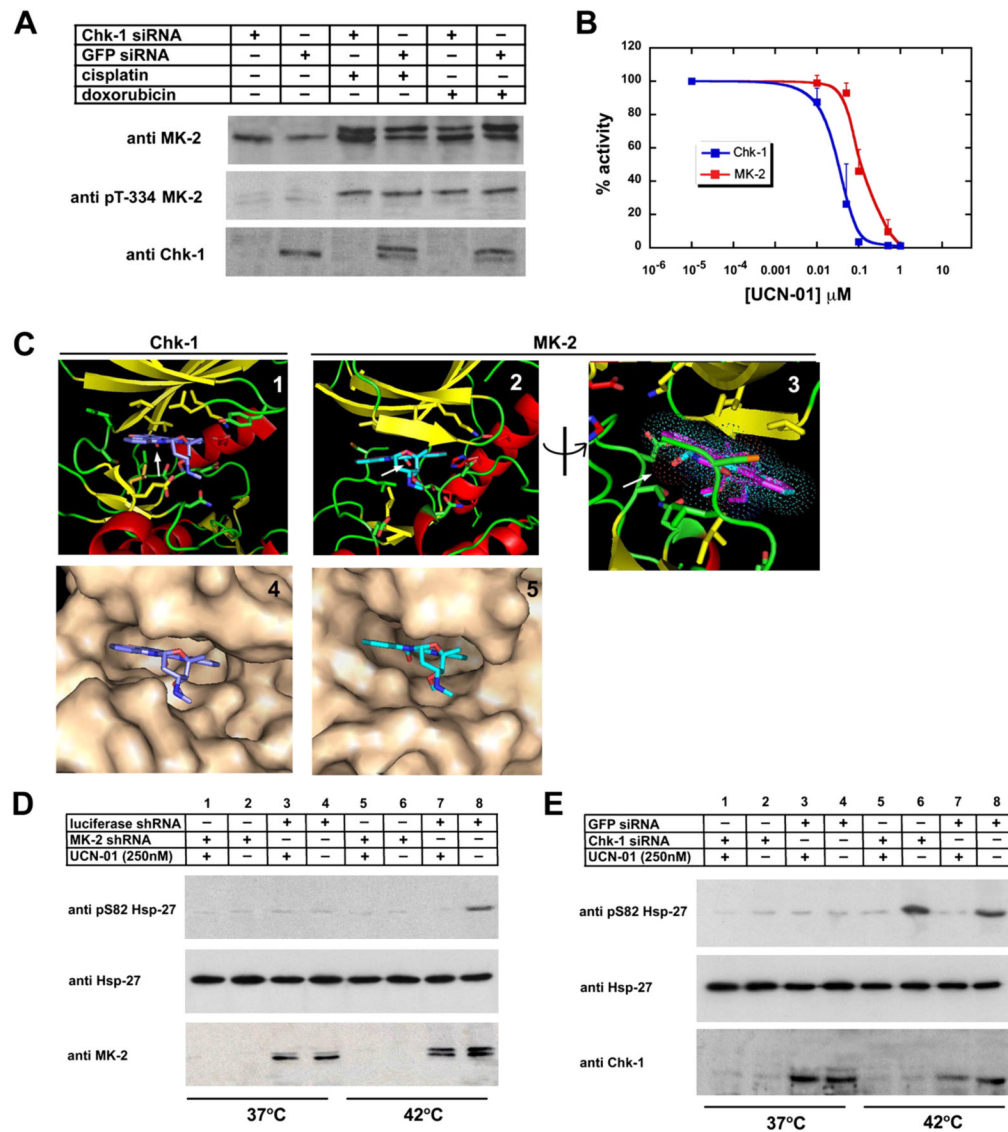 A
Chk-1 siRNA + – + – + –
GFP siRNA – + – + – +
cisplatin – – + + – –
doxorubicin – – – – + +
anti MK-2
anti pT-334 MK-2
anti Chk-1
B
120
100
80
60
40
20
0
% activity
Chk-1
MK-2
10-6 10-5 10-4 0.001 0.01 0.1 1 10
[UCN-01] μM
C
Chk-1
MK-2
1
2
3
4
5
D
1 2 3 4 5 6 7 8
luciferase shRNA – – + + – – + +
MK-2 shRNA + + – – + + – –
UCN-01 (250nM) + – + – + – + –
anti pS82 Hsp-27
anti Hsp-27
anti MK-2
37°C 42°C
E
1 2 3 4 5 6 7 8
GFP siRNA – – + + – – + +
Chk-1 siRNA + + – – + + – –
UCN-01 (250nM) + – + – + – + –
anti pS82 Hsp-27
anti Hsp-27
anti Chk-1
37°C 42°C